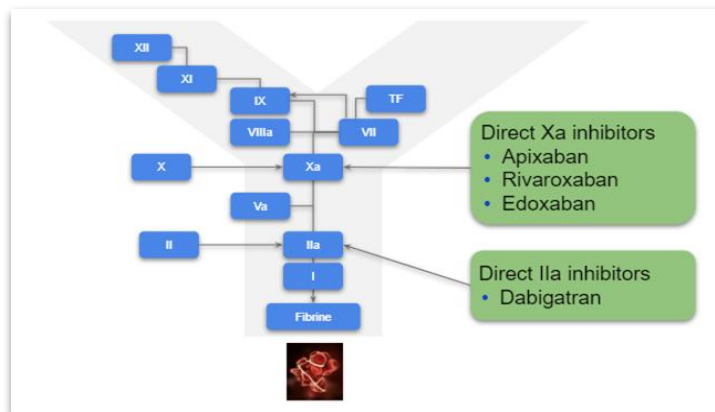 XII
XI
IX
TF
VIIIa
VII
X
Xa
Va
II
IIa
I
Fibrine
Direct Xa inhibitors
• Apixaban
• Rivaroxaban
• Edoxaban
Direct IIa inhibitors
• Dabigatran